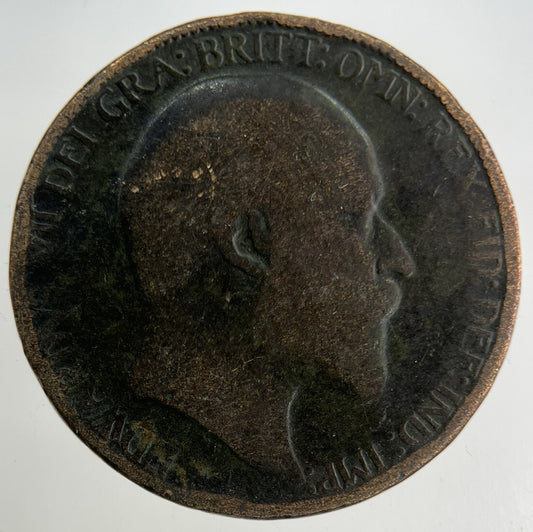 VII DEI GRA: BRITT: OMN: REX FID: DEF: IND: IMP: